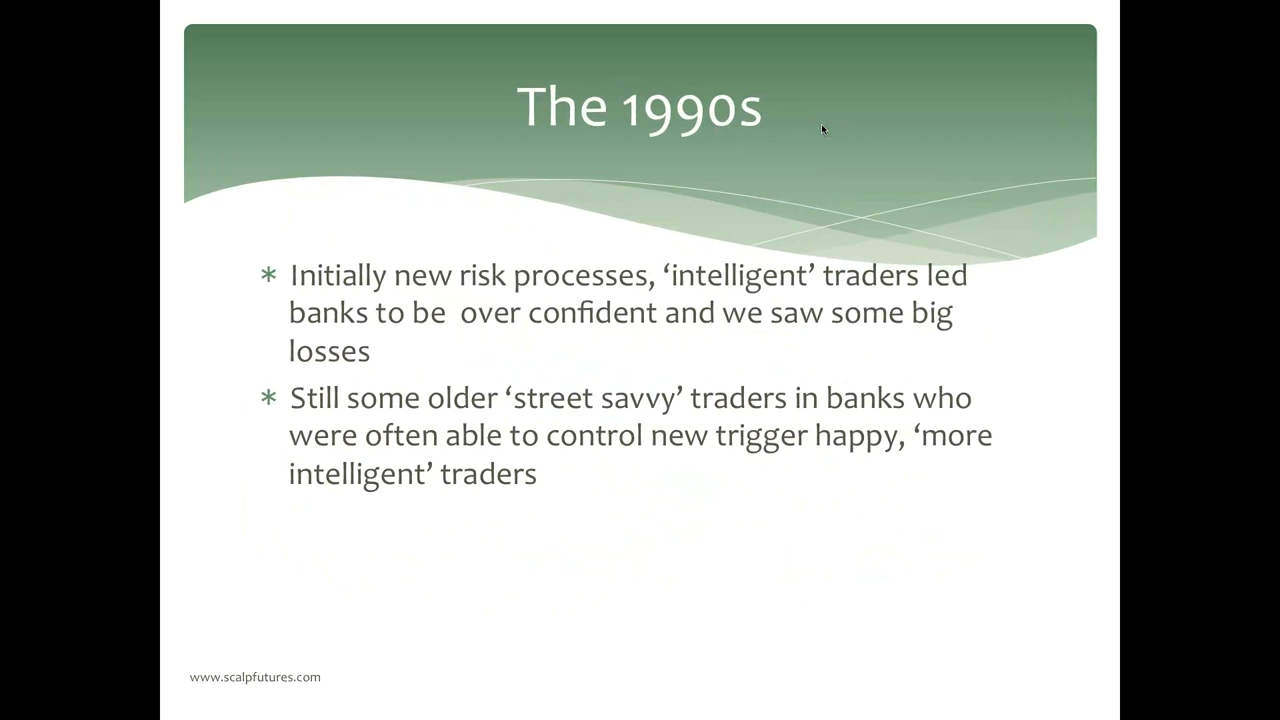 The 1990s
* Initially new risk processes, ‘intelligent’ traders led
banks to be  over confident and we saw some big
losses
* Still some older ‘street savvy’ traders in banks who
were often able to control new trigger happy, ‘more
intelligent’ traders
www.scalpfutures.com